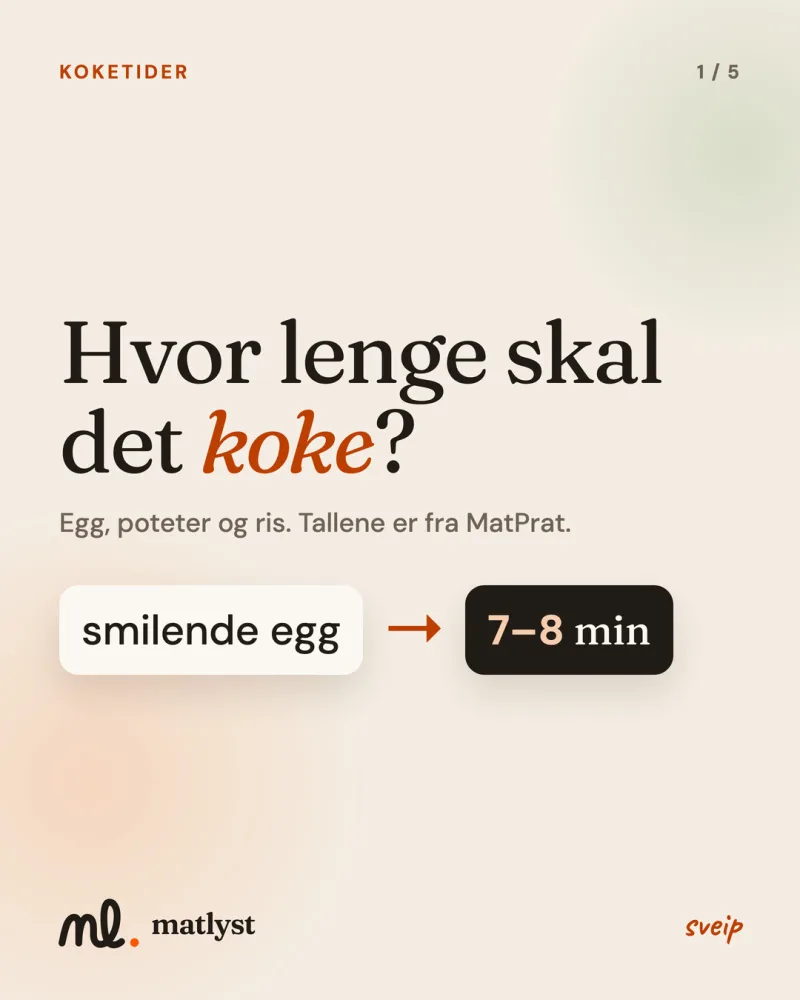 KOKETIDER
1 / 5
Hvor lenge skal
det koke?
Egg, poteter og ris. Tallene er fra MatPrat.
smilende egg → 7–8 min
ml. matlyst
sveip